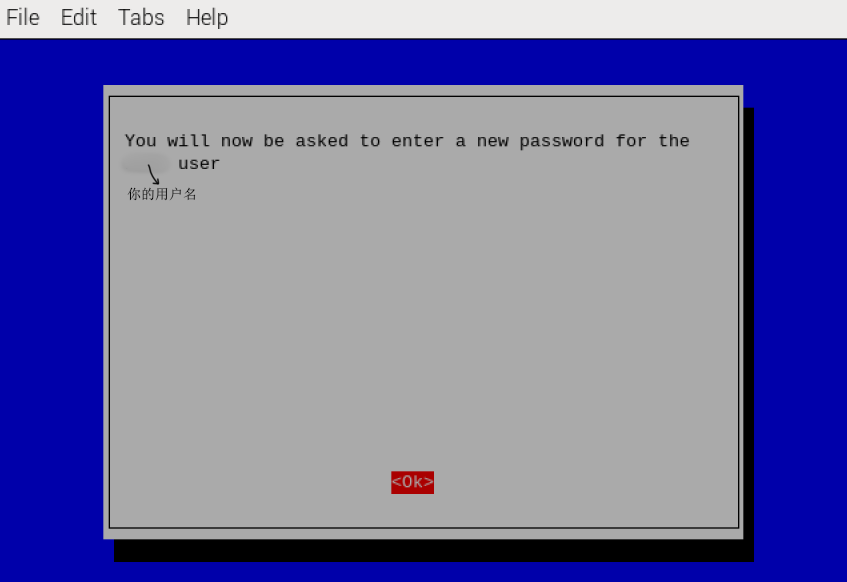 File Edit Tabs Help
You will now be asked to enter a new password for the
user
你的用户名
<Ok>